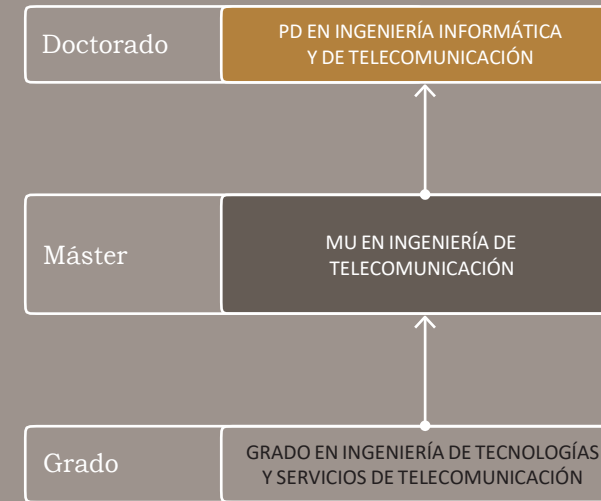 Doctorado
PD EN INGENIERÍA INFORMÁTICA
Y DE TELECOMUNICACIÓN
Máster
MU EN INGENIERÍA DE
TELECOMUNICACIÓN
Grado
GRADO EN INGENIERÍA DE TECNOLOGÍAS
Y SERVICIOS DE TELECOMUNICACIÓN